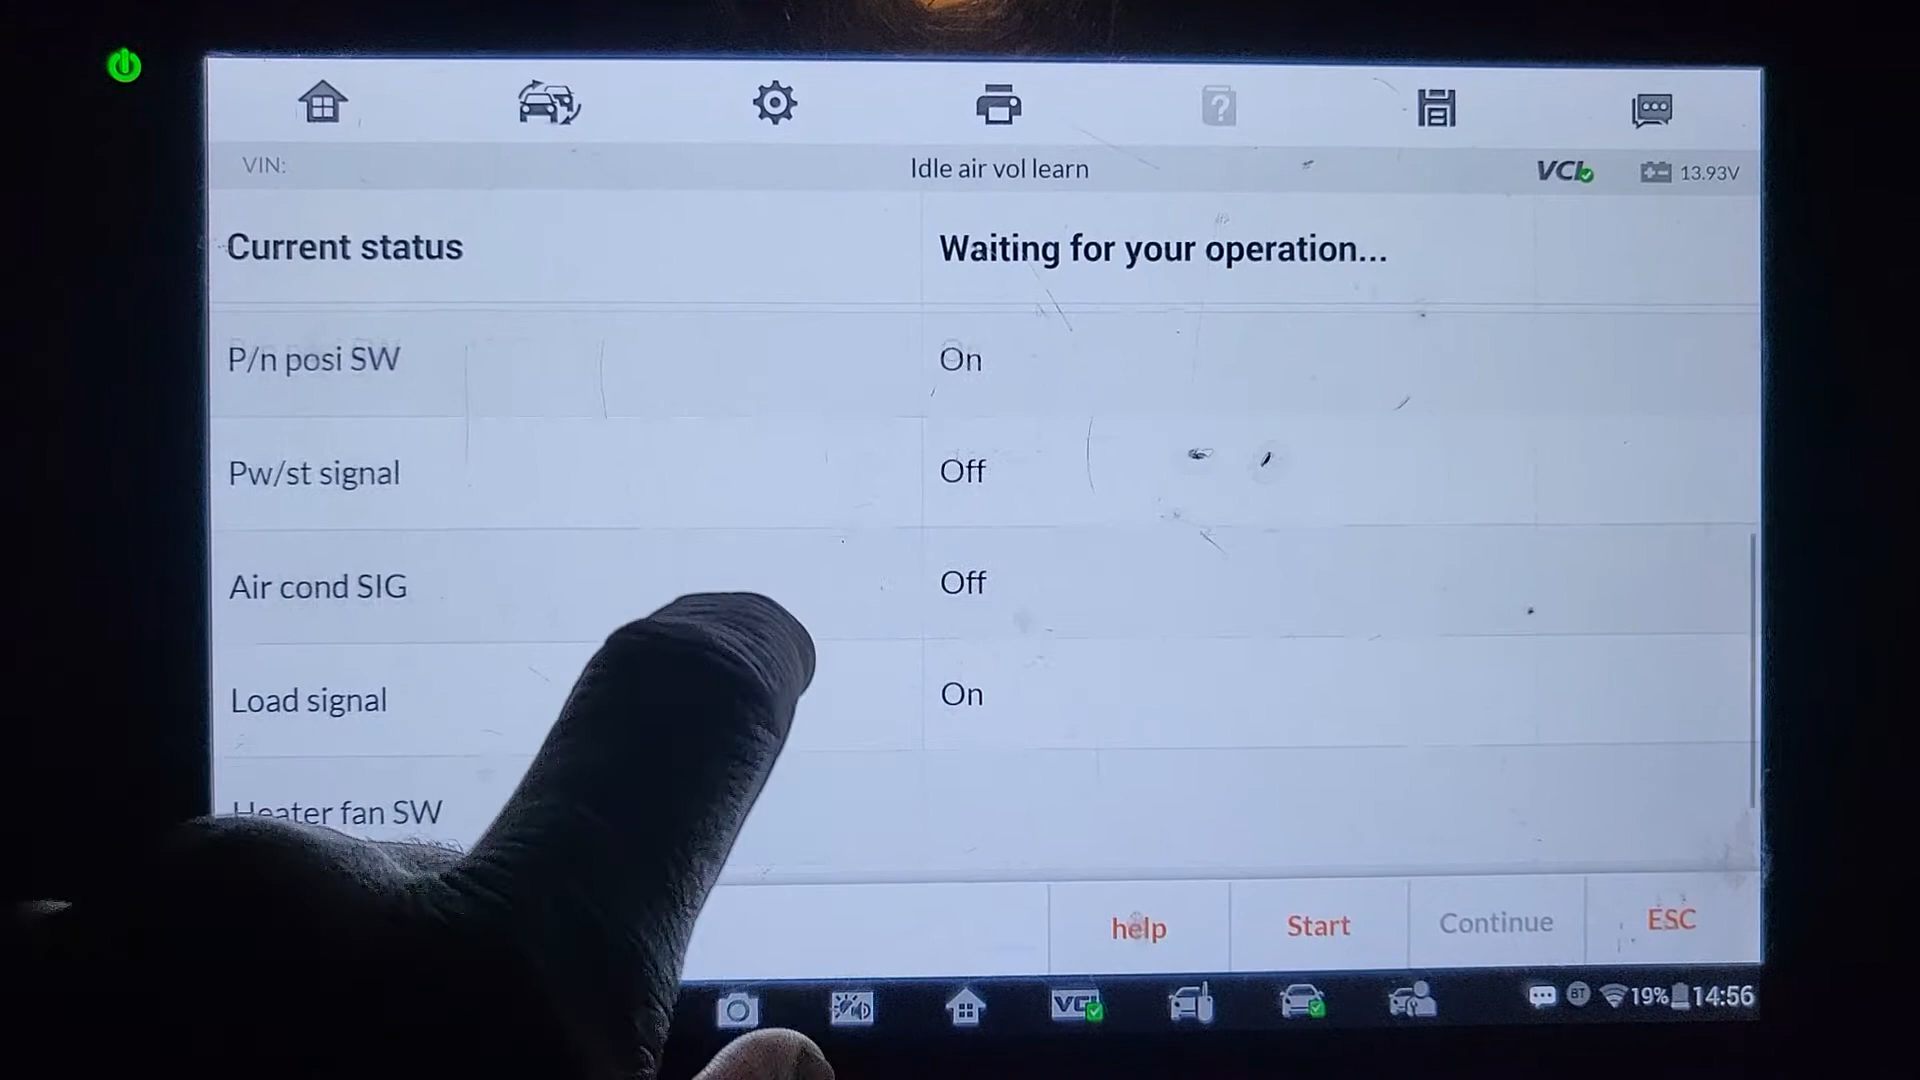 VIN:
Idle air vol learn
VCI
13.93V
Current status
Waiting for your operation...
P/n posi SW
On
Pw/st signal
Off
Air cond SIG
Off
Load signal
On
Heater fan SW
help
Start
Continue
ESC
VCI
BT
19%
14:56